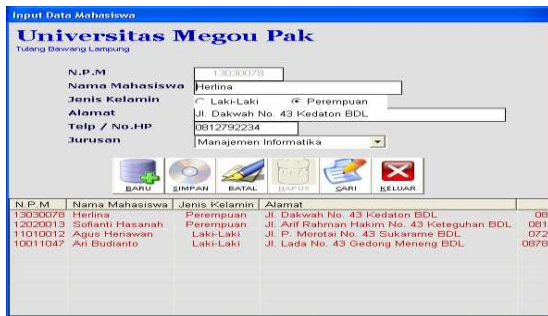 Input Data Mahasiswa
Universitas Megou Pak
Tulang Bawang Lampung
N.P.M 13030078
Nama Mahasiswa Herlina
Jenis Kelamin Laki-Laki Perempuan
Alamat Jl. Dakwah No. 43 Kedaton BDL
Telp / No.HP 0812792234
Jurusan Manajemen Informatika
BARU SIMPAN BATAL HAPUS CARI KELUAR
N.P.M Nama Mahasiswa Jenis Kelamin Alamat
13030078 Herlina Perempuan Jl. Dakwah No. 43 Kedaton BDL 08
12020013 Sofianti Hasanah Perempuan Jl. Arif Rahman Hakim No. 43 Keteguhan BDL 081
11010012 Agus Heriawan Laki-Laki Jl. P. Morotai No. 43 Sukarame BDL 072
10011047 Ari Budianto Laki-Laki Jl. Lada No. 43 Gedong Meneng BDL 0878